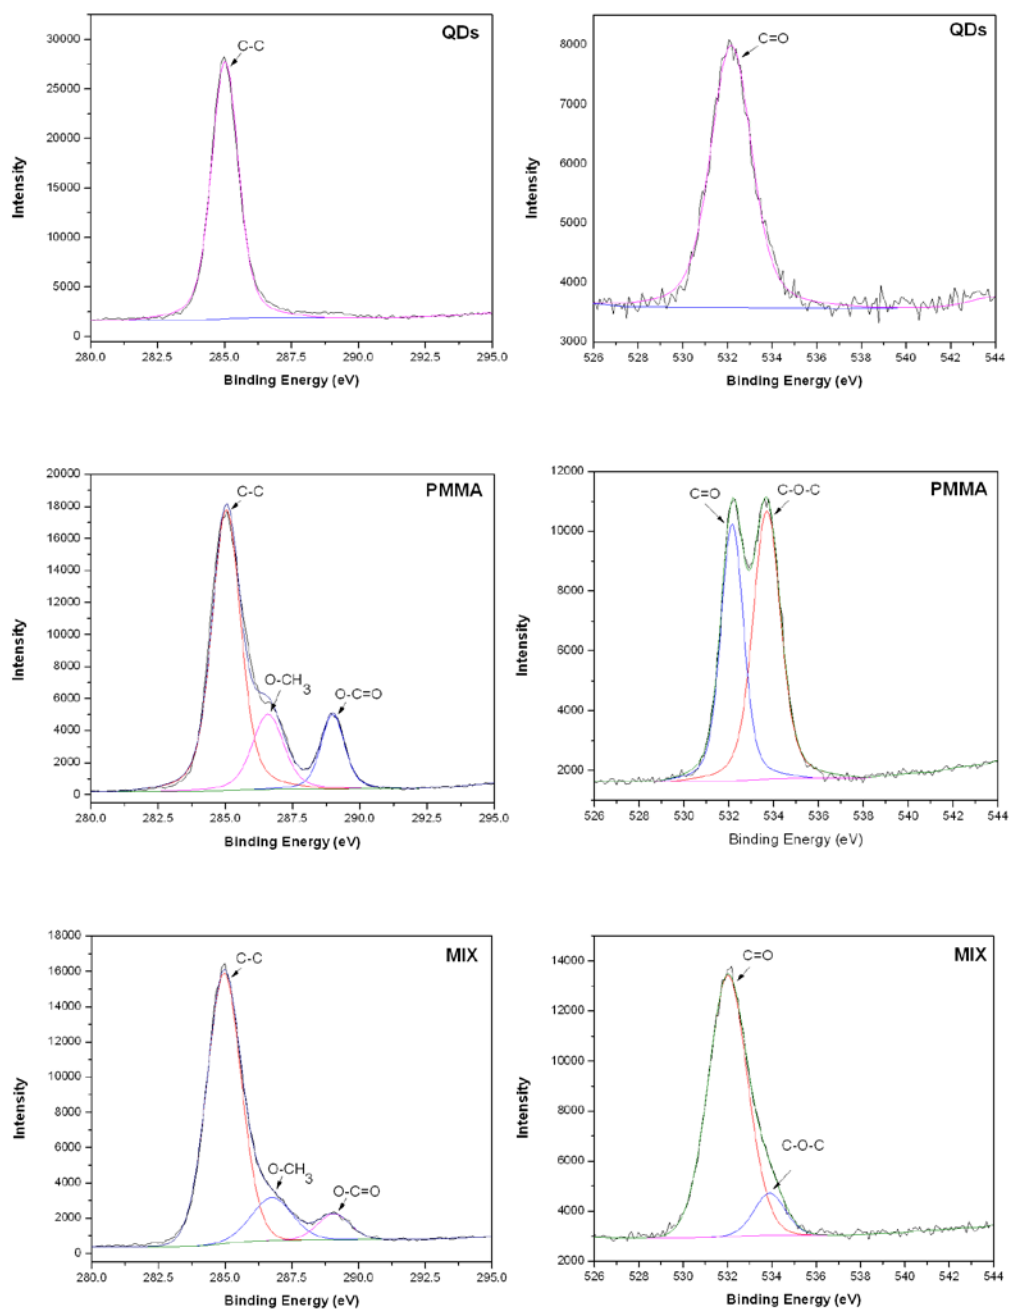 QDs
C-C
30000
25000
20000
15000
10000
5000
0
Intensity
280.0 282.5 285.0 287.5 290.0 292.5 295.0
Binding Energy (eV)
QDs
C=O
8000
7000
6000
5000
4000
3000
Intensity
526 528 530 532 534 536 538 540 542 544
Binding Energy (eV)
PMMA
C-C
O-CH3
O-C=O
20000
18000
16000
14000
12000
10000
8000
6000
4000
2000
0
Intensity
280.0 282.5 285.0 287.5 290.0 292.5 295.0
Binding Energy (eV)
PMMA
C=O
C-O-C
12000
10000
8000
6000
4000
2000
Intensity
526 528 530 532 534 536 538 540 542 544
Binding Energy (eV)
MIX
C-C
O-CH3
O-C=O
18000
16000
14000
12000
10000
8000
6000
4000
2000
0
Intensity
280.0 282.5 285.0 287.5 290.0 292.5 295.0
Binding Energy (eV)
MIX
C=O
C-O-C
14000
12000
10000
8000
6000
4000
2000
Intensity
526 528 530 532 534 536 538 540 542 544
Binding Energy (eV)